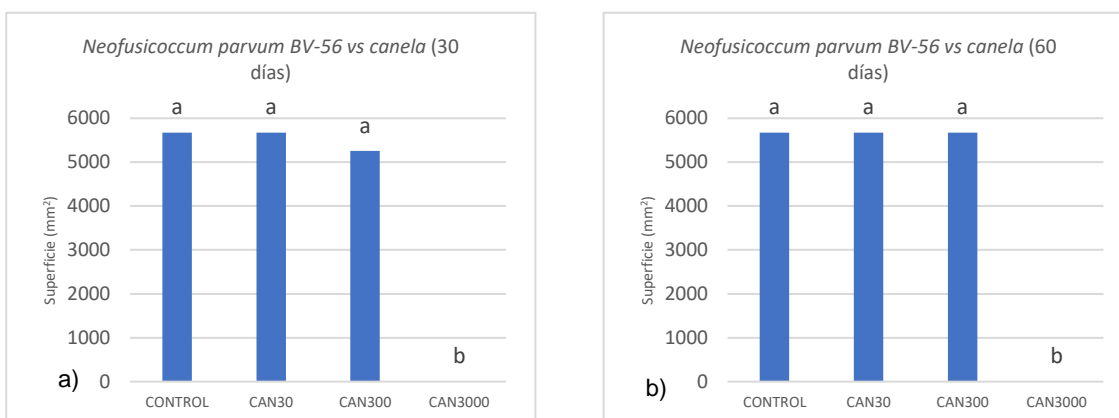 Neofusicoccum parvum BV-56 vs canela (30
días)
a a a
6000
5000
4000
3000
2000
1000
0
b
Superficie (mm²)
a)
CONTROL CAN30 CAN300 CAN3000
Neofusicoccum parvum BV-56 vs canela (60
días)
a a a
6000
5000
4000
3000
2000
1000
0
b
Superficie (mm²)
b)
CONTROL CAN30 CAN300 CAN3000